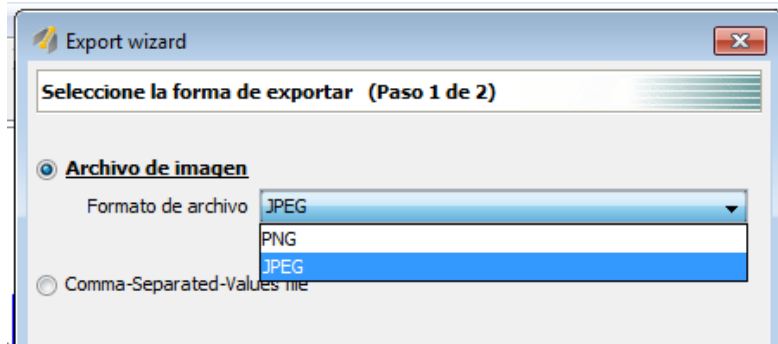 Export wizard
Seleccione la forma de exportar (Paso 1 de 2)
Archivo de imagen
Formato de archivo JPEG
PNG
JPEG
Comma-Separated-Values file